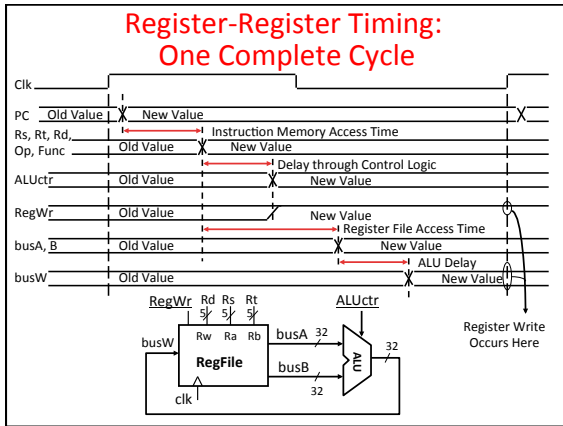 Register-Register Timing:
One Complete Cycle
Clk
PC Old Value New Value
Rs, Rt, Rd, Instruction Memory Access Time
Op, Func Old Value New Value
Delay through Control Logic
ALUctr Old Value New Value
RegWr Old Value New Value
Register File Access Time
busA, B Old Value New Value
ALU Delay
busW Old Value New Value
RegWr Rd Rs Rt ALUctr
5 5 5
Register Write
Occurs Here
busW Rw Ra Rb busA 32 32
RegFile ALU
busB
clk 32